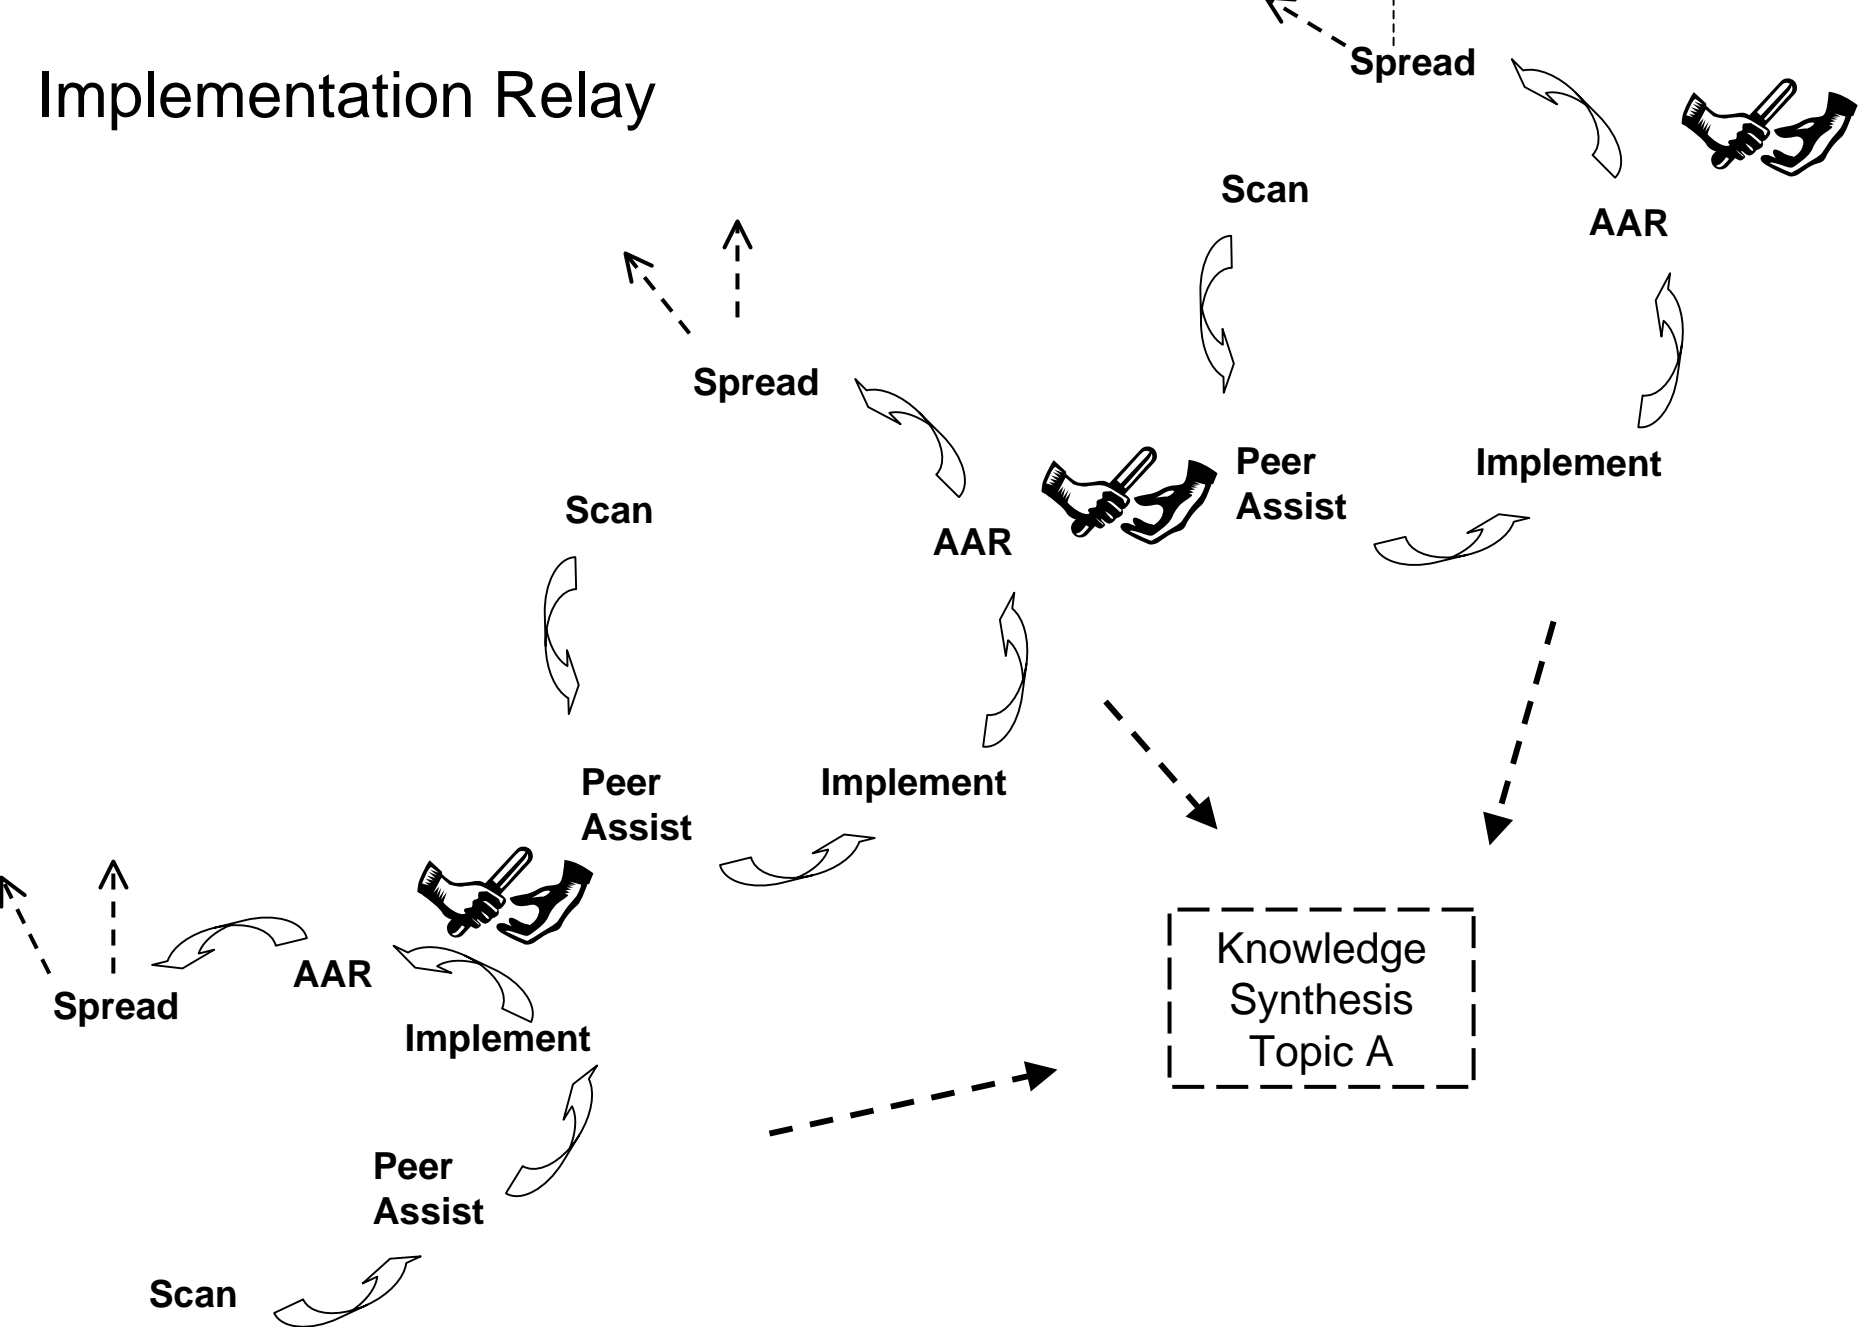 Implementation Relay
Spread
Scan
AAR
Spread
Peer
Assist
Implement
Scan
AAR
Peer
Assist
Implement
Knowledge
Synthesis
Topic A
AAR
Spread
Implement
Peer
Assist
Scan